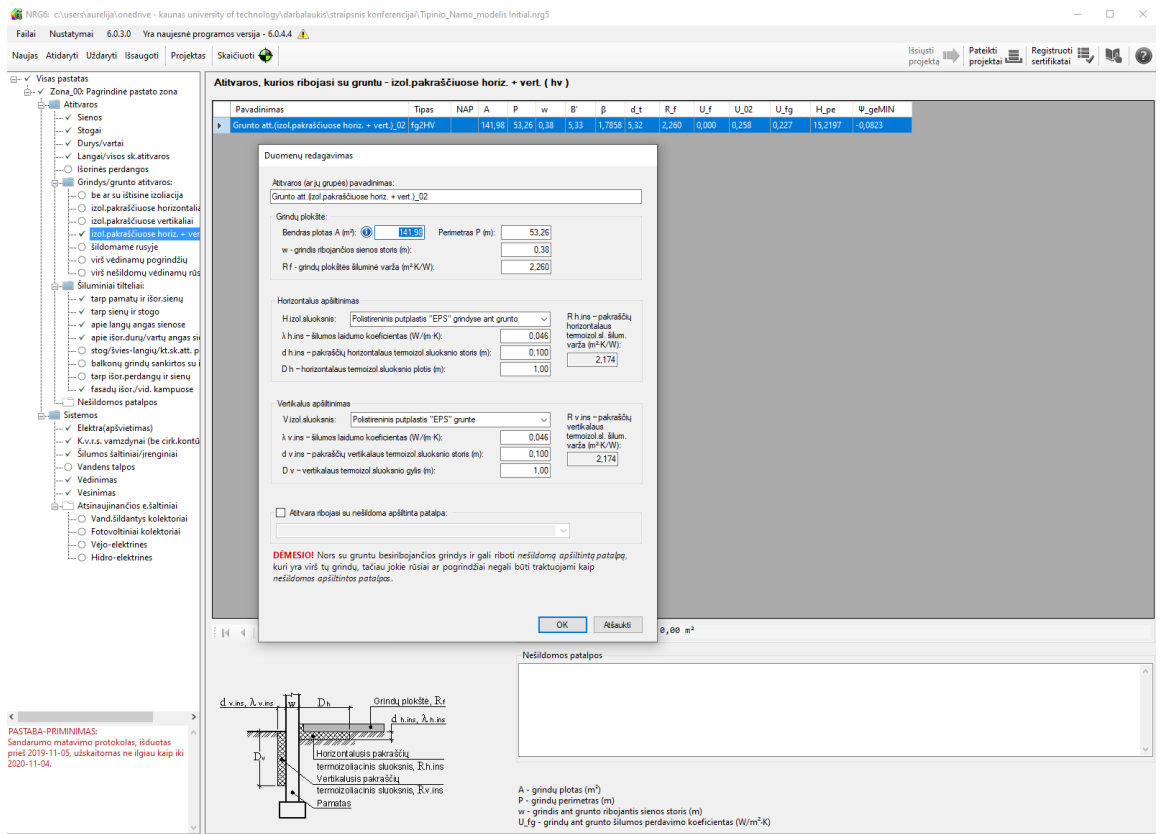 NRG6: c:\users\aurelija\onedrive - kaunas university of technology\darbalaukis\straipsnis konferencijai\Tipinio_Namo_modelis Initial.nrg5
Failai Nustatymai 6.0.3.0 Yra naujesnė programos versija - 6.0.4.4
Naujas Atidaryti Uždaryti Išsaugoti Projektas Skaičiuoti
Išsiųsti projektą
Pateikti projektai
Registruoti sertifikatai
Visas pastatas
Zona_00: Pagrindinė pastato zona
Atitvaros
Sienos
Stogai
Durys/vartai
Langai/visos sk.atitvaros
Išorinės perdangos
Grindys/grunto atitvaros:
be ar su ištisine izoliacija
izol.pakraščiuose horizontalia
izol.pakraščiuose vertikaliai
izol.pakraščiuose horiz. + ver
šildomame rusyje
virš vėdinamų pogrindžių
virš nešildomų vėdinamų rūs
Šiluminiai tilteliai:
tarp pamatų ir išor.sienų
tarp sienų ir stogo
apie langų angas sienose
apie išor.durų/vartų angas si
stog/švies-langių/kt.sk.att. p
balkonų grindų sankirtos su i
tarp išor.perdangų ir sienų
fasadų išor./vid. kampuose
Nešildomos patalpos
Sistemos
Elektra(apšvietimas)
K.v.r.s. vamzdynai (be cirk.kontū
Šilumos šaltiniai/įrenginiai
Vandens talpos
Vėdinimas
Vėsinimas
Atsinaujinančios e.šaltiniai
Vand.šildantys kolektoriai
Fotovoltiniai kolektoriai
Vėjo-elektrinės
Hidro-elektrinės
PASTABA-PRIMINIMAS:
Sandarumo matavimo protokolas, išduotas
prieš 2019-11-05, užskaitomas ne ilgiau kaip iki
2020-11-04.
Atitvaros, kurios ribojasi su gruntu - izol.pakraščiuose horiz. + vert. ( hv )
Pavadinimas Tipas NAP A P w B' β d_t R_f U_f U_02 U_fg H_pe Ψ_geMIN
Grunto att.(izol.pakraščiuose horiz. + vert.)_02 fg2HV 141,98 53,26 0,38 5,33 1,7858 5,32 2,260 0,000 0,258 0,227 15,2197 -0,0823
Duomenų redagavimas
Atitvaros (ar jų grupės) pavadinimas:
Grunto att.(izol.pakraščiuose horiz. + vert.)_02
Grindų plokštė:
Bendras plotas A (m²): 141,98 Perimetras P (m): 53,26
w - grindis ribojančios sienos storis (m): 0,38
R f - grindų plokštės šiluminė varža (m²·K/W): 2,260
Horizontalus apšiltinimas
H.izol.sluoksnis: Polistireninis putplastis "EPS" grindyse ant grunto
λ h.ins – šilumos laidumo koeficientas (W/(m·K): 0,046
d h.ins – pakraščių horizontalaus termoizol.sluoksnio storis (m): 0,100
D h – horizontalaus termoizol.sluoksnio plotis (m): 1,00
R h.ins – pakraščių
horizontalaus
termoizol.sl. šilum.
varža (m²·K/W):
2,174
Vertikalus apšiltinimas
V.izol.sluoksnis: Polistireninis putplastis "EPS" grunte
λ v.ins – šilumos laidumo koeficientas (W/(m·K): 0,046
d v.ins – pakraščių vertikalaus termoizol.sluoksnio storis (m): 0,100
D v – vertikalaus termoizol.sluoksnio gylis (m): 1,00
R v.ins – pakraščių
vertikalaus
termoizol.sl. šilum.
varža (m²·K/W):
2,174
Atitvara ribojasi su nešildoma apšiltinta patalpa:
DĖMESIO! Nors su gruntu besiribojančios grindys ir gali riboti nešildomą apšiltintą patalpą,
kuri yra virš tų grindų, tačiau jokie rūsiai ar pogrindžiai negali būti traktuojami kaip
nešildomos apšiltintos patalpos.
OK Atšaukti
0,00 m²
Nešildomos patalpos
d v.ins, λ v.ins w Dh Grindų plokštė, Rf
d h.ins, λ h.ins
Dv
Horizontalusis pakraščių
termoizoliacinis sluoksnis, Rh.ins
Vertikalusis pakraščių
termoizoliacinis sluoksnis, Rv.ins
Pamatas
A - grindų plotas (m²)
P - grindų perimetras (m)
w - grindis ant grunto ribojantis sienos storis (m)
U_fg - grindų ant grunto šilumos perdavimo koeficientas (W/m²·K)